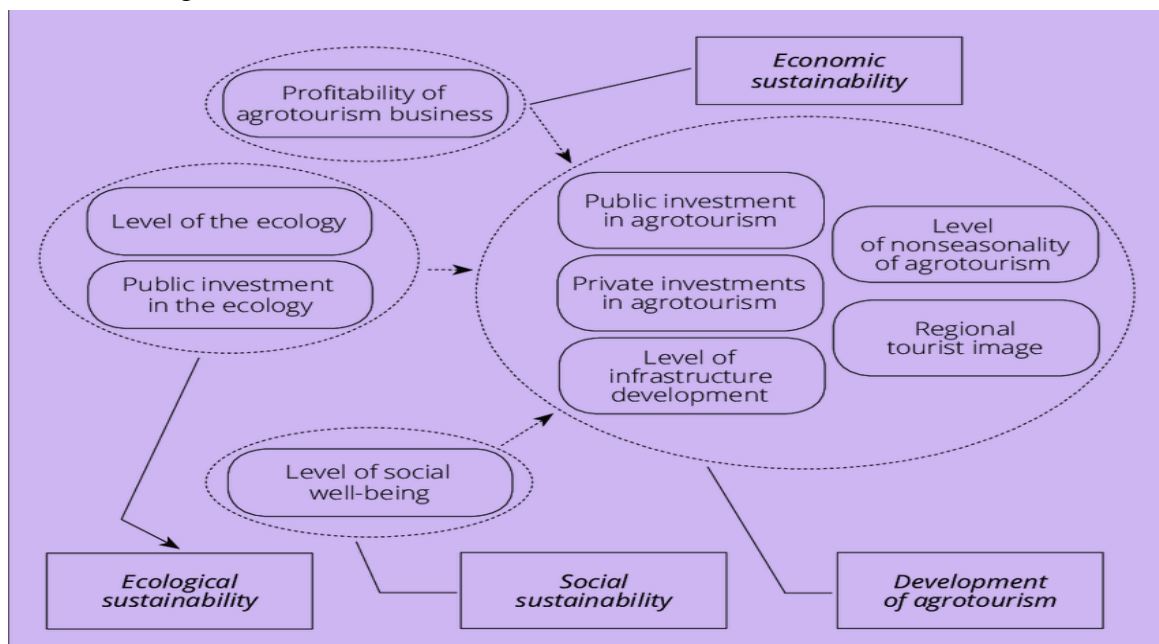 Economic
sustainability
Profitability of
agrotourism business
Public investment
in agrotourism
Level of the ecology
Level
of nonseasonality
of agrotourism
Public investment
in the ecology
Private investments
in agrotourism
Regional
tourist image
Level of
infrastructure
development
Level of social
well-being
Ecological
sustainability
Social
sustainability
Development
of agrotourism